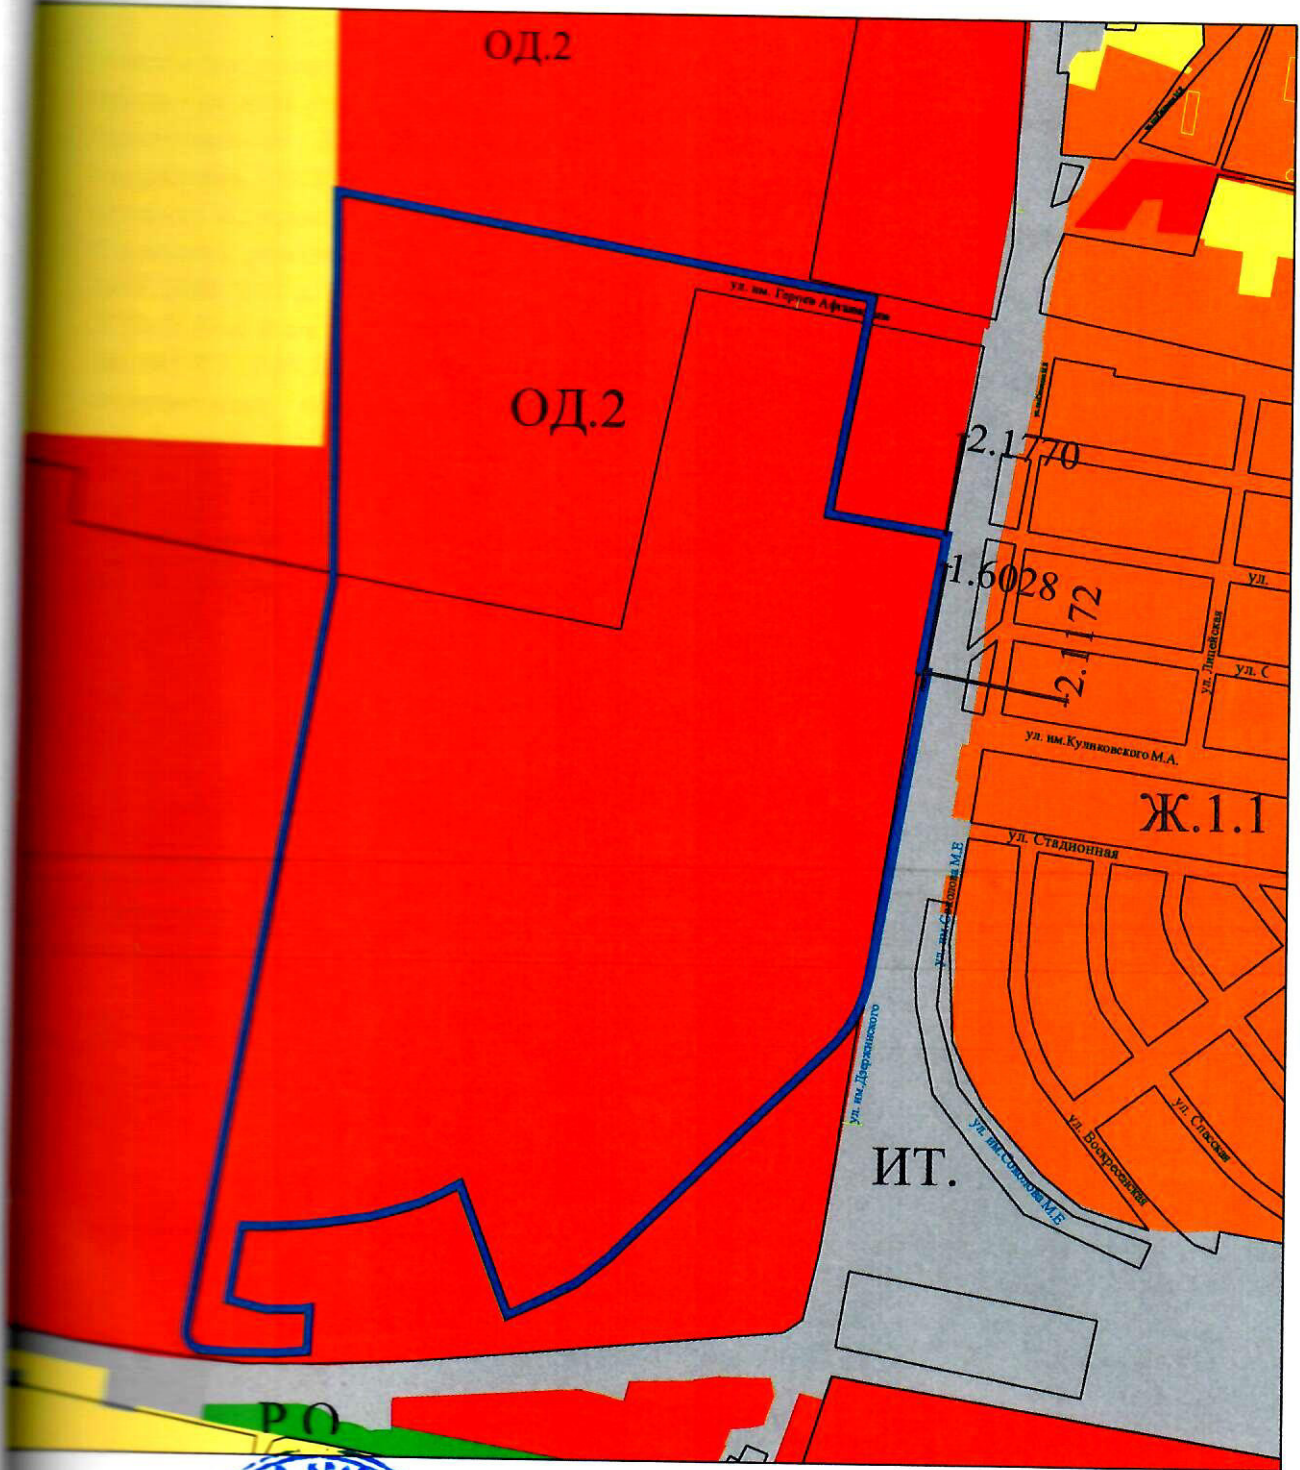 ОД.2
ул. им. Героев
ОД.2
2.1770
1.6028
2.1172
ул.
ул. Лицейская
ул. С
ул. им.Куликовского М.А.
Ж.1.1
ул. Стадионная
ул. им.Соколова М.Е
ул. им.Дзержинского
ИТ.
ул. им.Соколова М.Е
ул. Воскресенская
ул. Спасская
Р.О